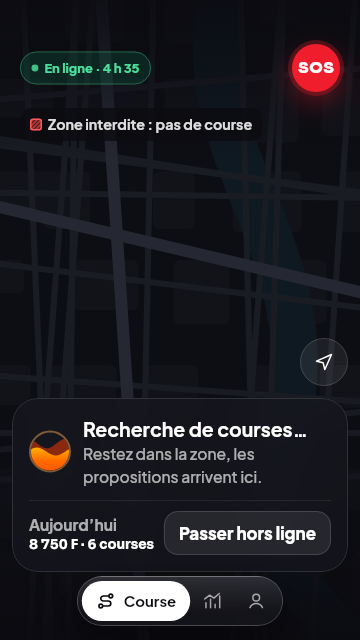 En ligne · 4 h 35
SOS
Zone interdite : pas de course
Recherche de courses…
Restez dans la zone, les
propositions arrivent ici.
Aujourd’hui
8 750 F · 6 courses
Passer hors ligne
Course